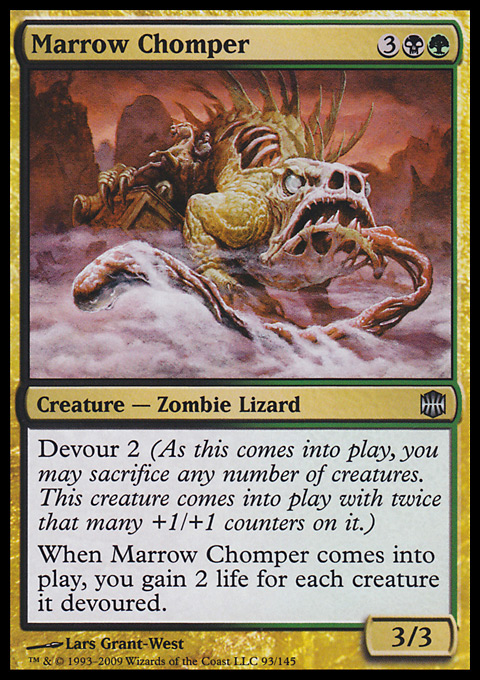 Marrow Chomper 3
Creature — Zombie Lizard
Devour 2 (As this comes into play, you
may sacrifice any number of creatures.
This creature comes into play with twice
that many +1/+1 counters on it.)
When Marrow Chomper comes into
play, you gain 2 life for each creature
it devoured.
Lars Grant-West
3/3
™ & © 1993–2009 Wizards of the Coast LLC 93/145